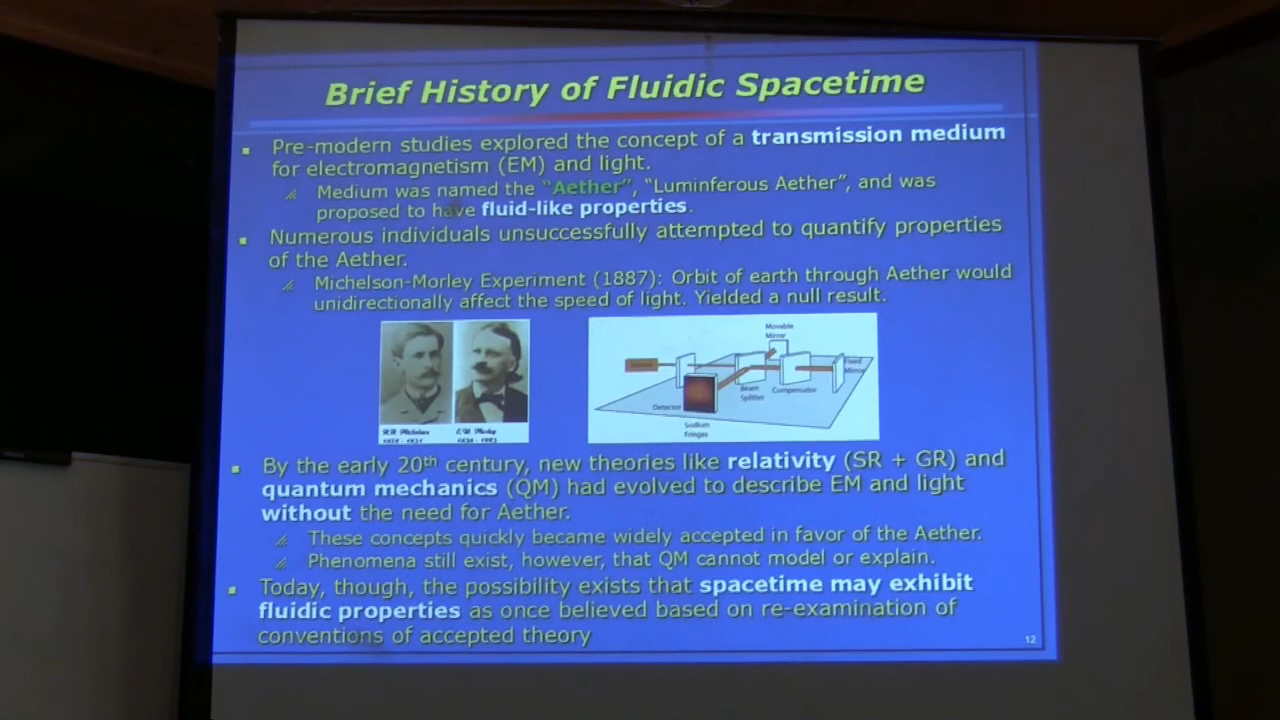 Brief History of Fluidic Spacetime
Pre-modern studies explored the concept of a transmission medium
for electromagnetism (EM) and light.
Medium was named the "Aether", "Luminferous Aether", and was
proposed to have fluid-like properties.
Numerous individuals unsuccessfully attempted to quantify properties
of the Aether.
Michelson-Morley Experiment (1887): Orbit of earth through Aether would
unidirectionally affect the speed of light. Yielded a null result.
Movable
Mirror
Fixed
Mirror
Beam
Splitter
Compensator
Detector
Sodium
Fringes
By the early 20th century, new theories like relativity (SR + GR) and
quantum mechanics (QM) had evolved to describe EM and light
without the need for Aether.
These concepts quickly became widely accepted in favor of the Aether.
Phenomena still exist, however, that QM cannot model or explain.
Today, though, the possibility exists that spacetime may exhibit
fluidic properties as once believed based on re-examination of
conventions of accepted theory
12